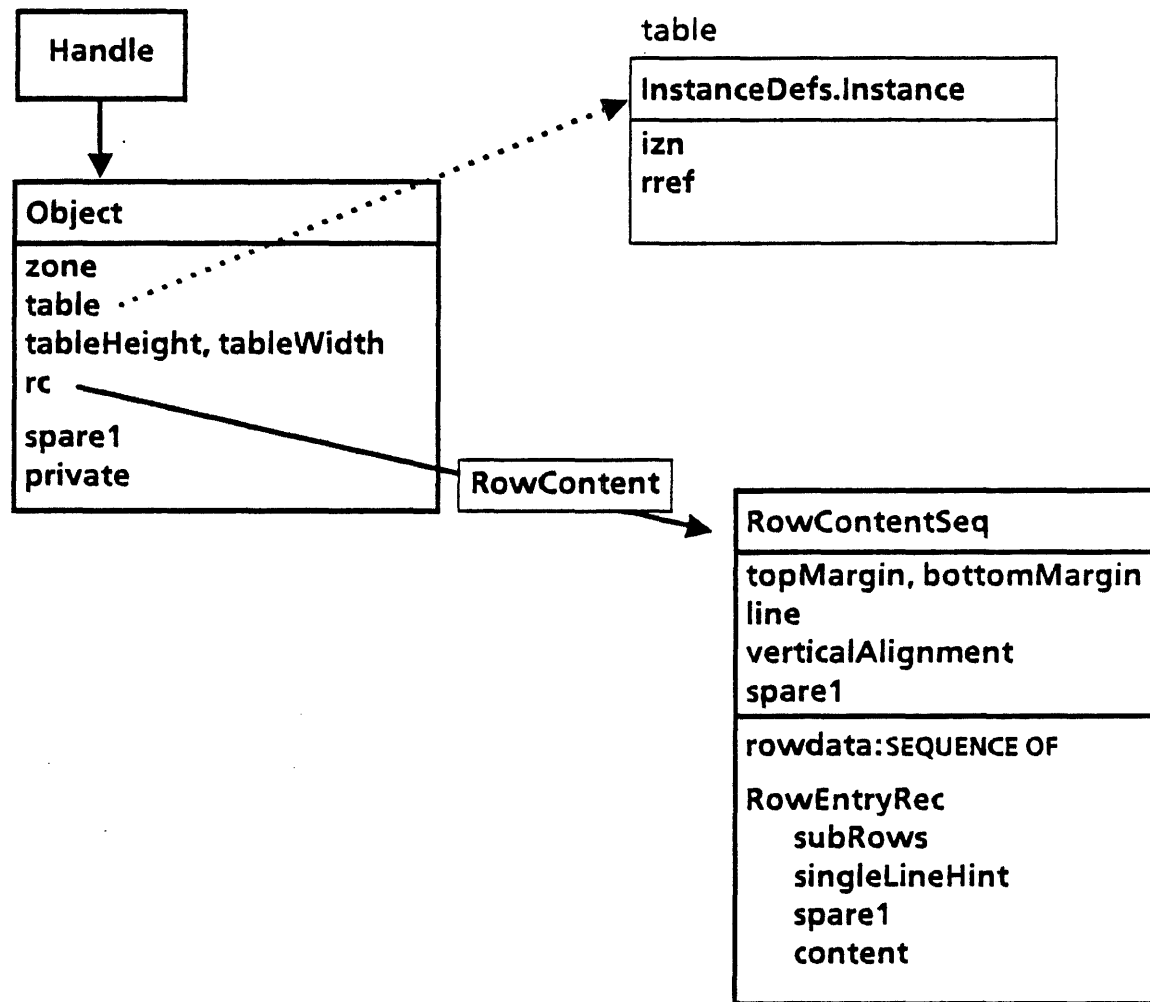 Handle
Object
zone
table
tableHeight, tableWidth
rc
spare1
private
table
InstanceDefs.Instance
izn
rref
RowContent
RowContentSeq
topMargin, bottomMargin
line
verticalAlignment
spare1
rowdata:SEQUENCE OF
RowEntryRec
subRows
singleLineHint
spare1
content